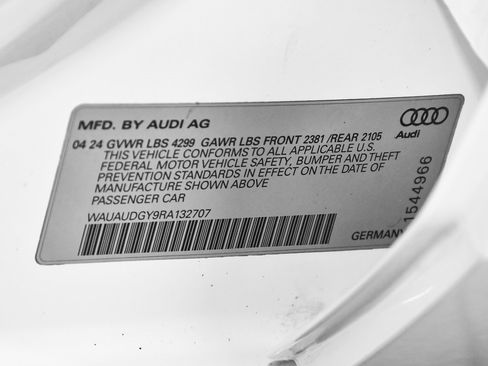 MFD. BY AUDI AG
04 24 GVWR LBS 4299 GAWR LBS FRONT 2381 /REAR 2105
Audi
THIS VEHICLE CONFORMS TO ALL APPLICABLE U.S.
FEDERAL MOTOR VEHICLE SAFETY, BUMPER AND THEFT
PREVENTION STANDARDS IN EFFECT ON THE DATE OF
MANUFACTURE SHOWN ABOVE
PASSENGER CAR
WAUAUDGY9RA132707
GERMANY
1544966